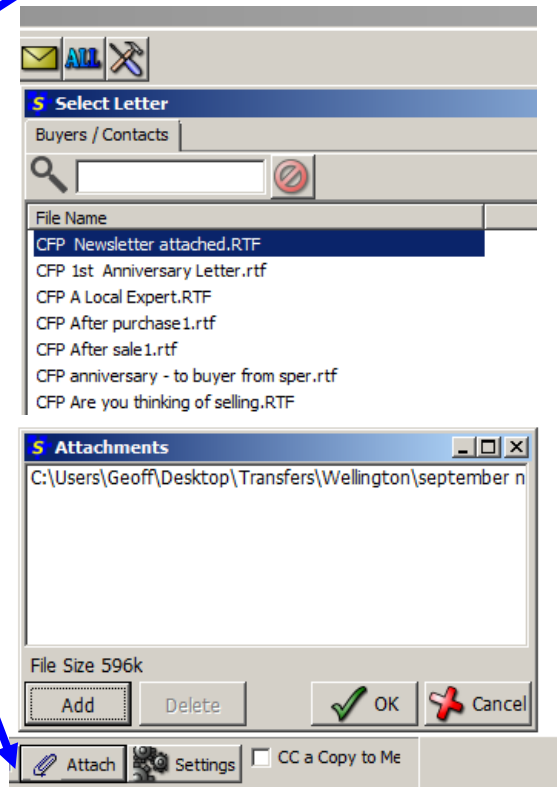 ALL
S Select Letter
Buyers / Contacts
File Name
CFP Newsletter attached.RTF
CFP 1st Anniversary Letter.rtf
CFP A Local Expert.RTF
CFP After purchase1.rtf
CFP After sale1.rtf
CFP anniversary - to buyer from sper.rtf
CFP Are you thinking of selling.RTF
S Attachments
C:\Users\Geoff\Desktop\Transfers\Wellington\september n
File Size 596k
Add Delete OK Cancel
Attach Settings CC a Copy to Me